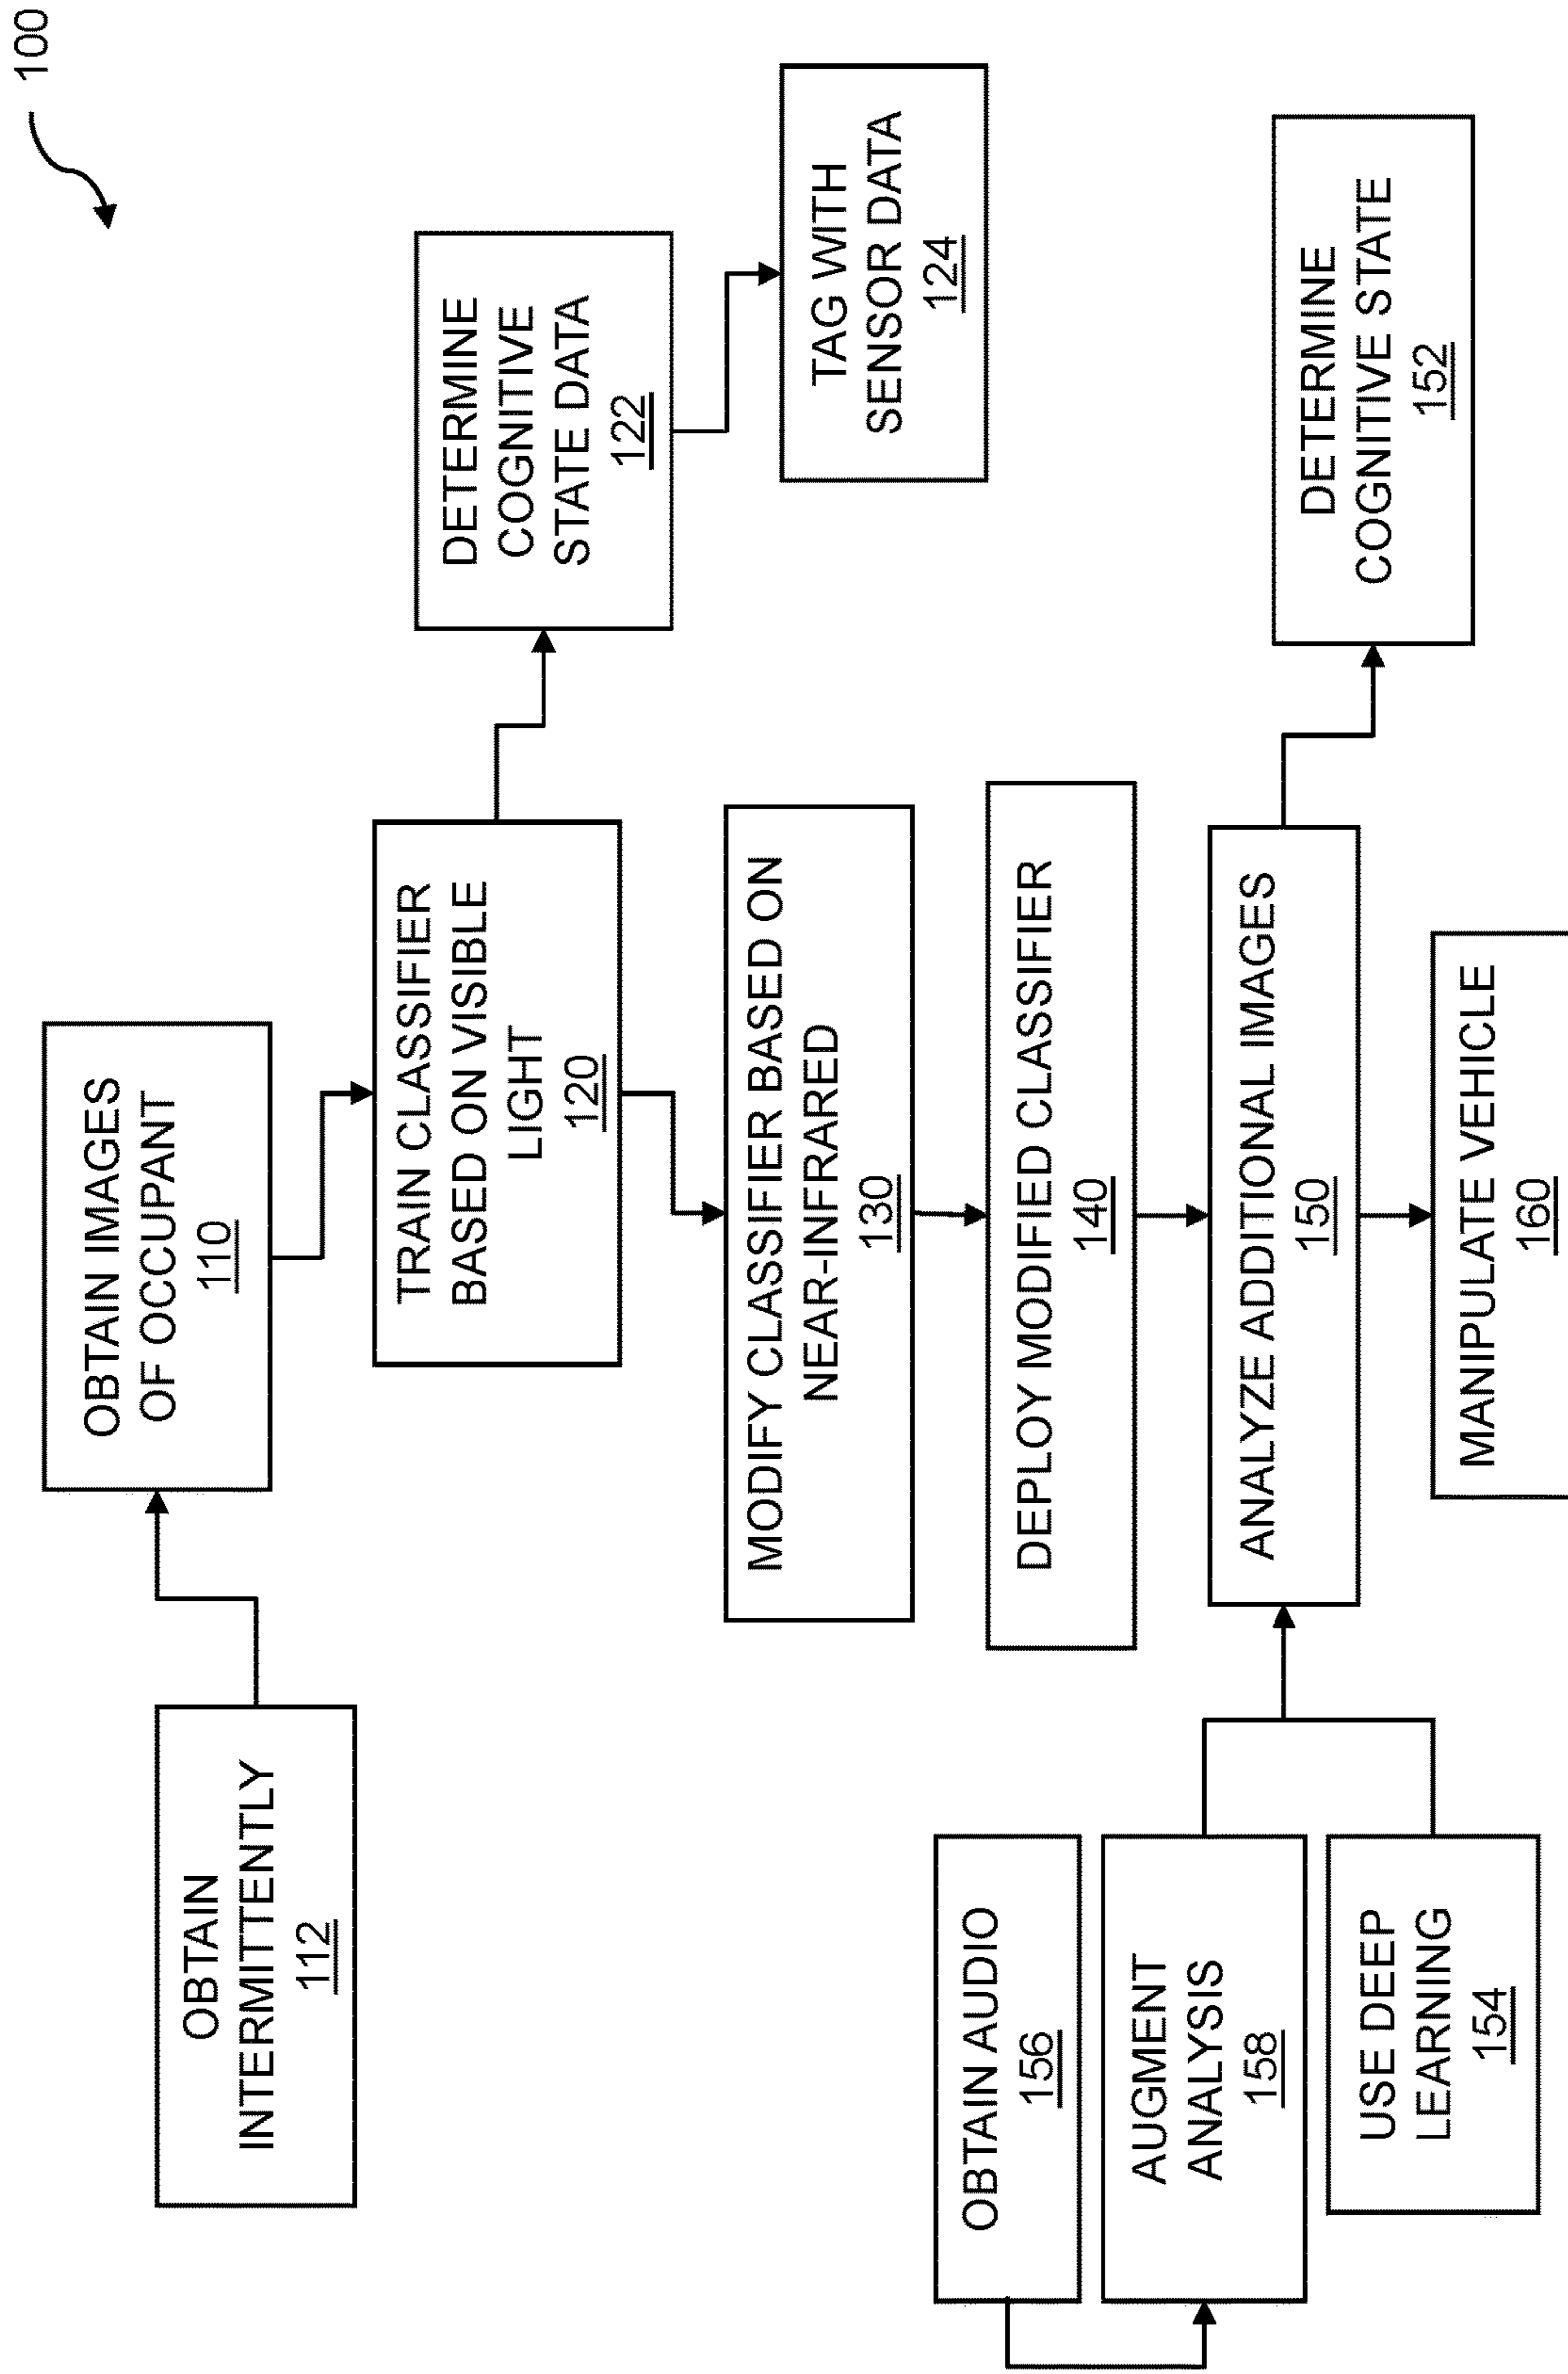 100
OBTAIN IMAGES
OF OCCUPANT
110
OBTAIN
INTERMITTENTLY
112
TRAIN CLASSIFIER
BASED ON VISIBLE
LIGHT
120
DETERMINE
COGNITIVE
STATE DATA
122
TAG WITH
SENSOR DATA
124
MODIFY CLASSIFIER BASED ON
NEAR-INFRARED
130
DEPLOY MODIFIED CLASSIFIER
140
OBTAIN AUDIO
156
AUGMENT
ANALYSIS
158
USE DEEP
LEARNING
154
ANALYZE ADDITIONAL IMAGES
150
DETERMINE
COGNITIVE STATE
152
MANIPULATE VEHICLE
160